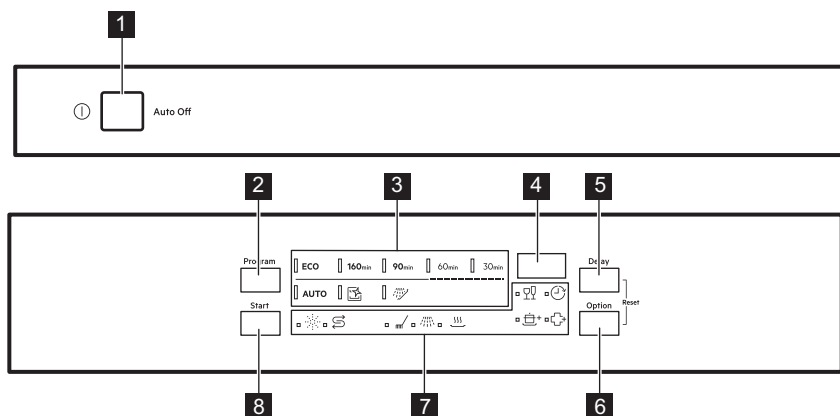 1
Auto Off
2 3 4 5
Program ECO 160min 90min 60min 30min Delay
AUTO
Start Option Reset
+ +
8 7 6